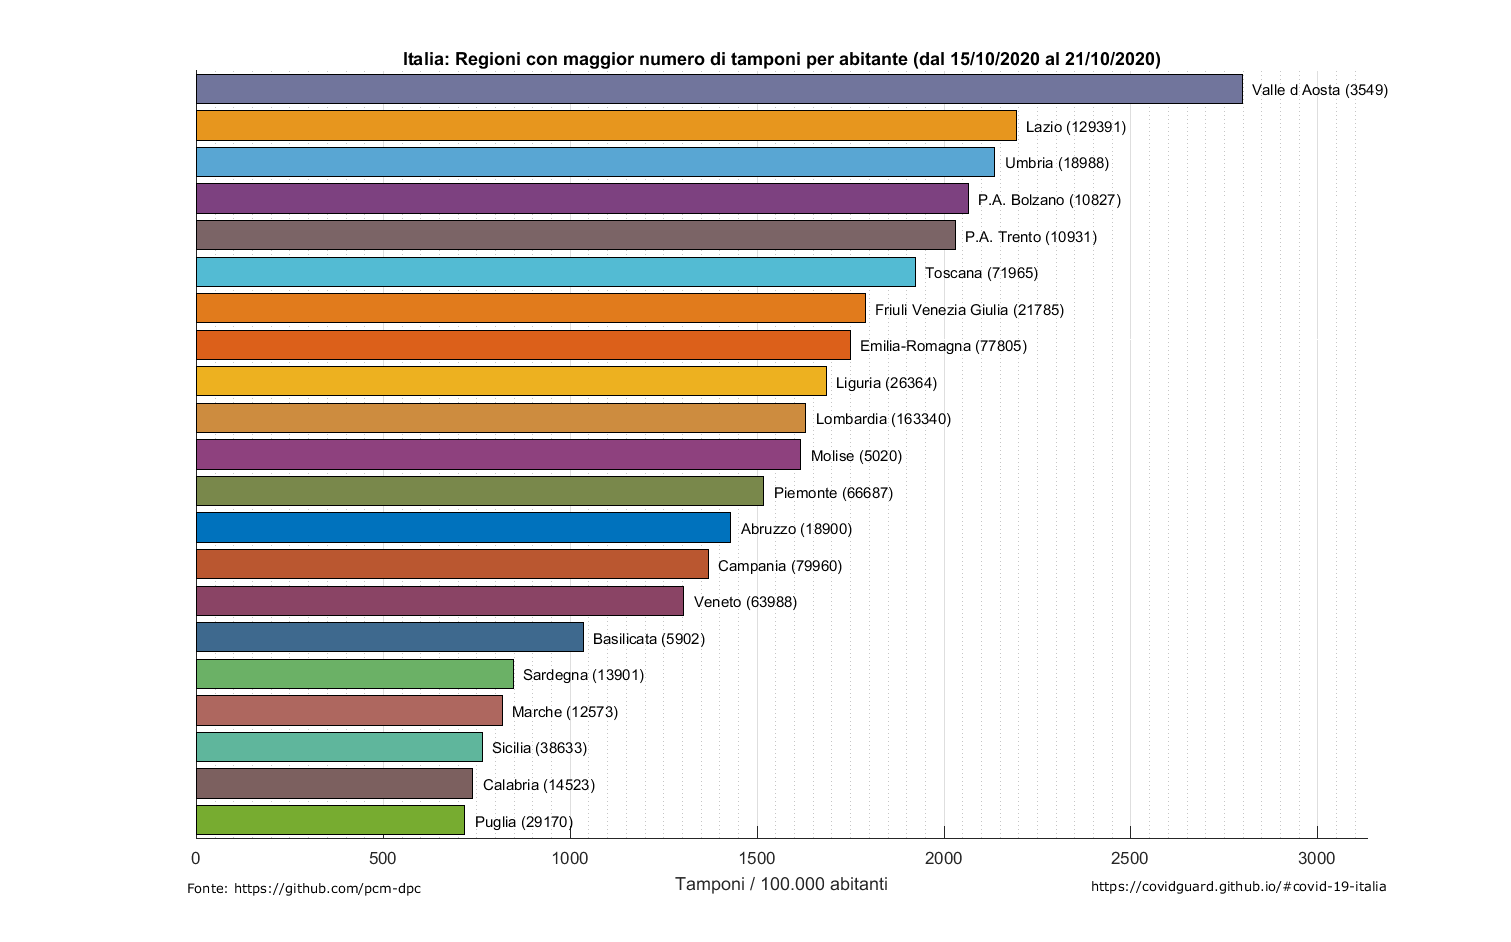 Italia: Regioni con maggior numero di tamponi per abitante (dal 15/10/2020 al 21/10/2020)
Valle d Aosta (3549)
Lazio (129391)
Umbria (18988)
P.A. Bolzano (10827)
P.A. Trento (10931)
Toscana (71965)
Friuli Venezia Giulia (21785)
Emilia-Romagna (77805)
Liguria (26364)
Lombardia (163340)
Molise (5020)
Piemonte (66687)
Abruzzo (18900)
Campania (79960)
Veneto (63988)
Basilicata (5902)
Sardegna (13901)
Marche (12573)
Sicilia (38633)
Calabria (14523)
Puglia (29170)
0 500 1000 1500 2000 2500 3000
Tamponi / 100.000 abitanti
Fonte: https://github.com/pcm-dpc
https://covidguard.github.io/#covid-19-italia